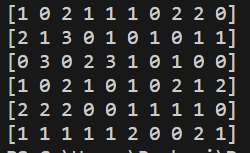 [1 0 2 1 1 1 0 2 2 0]
[2 1 3 0 1 0 1 0 1 1]
[0 3 0 2 3 1 0 1 0 0]
[1 0 2 1 0 1 0 2 1 2]
[2 2 2 0 0 1 1 1 1 0]
[1 1 1 1 1 2 0 0 2 1]